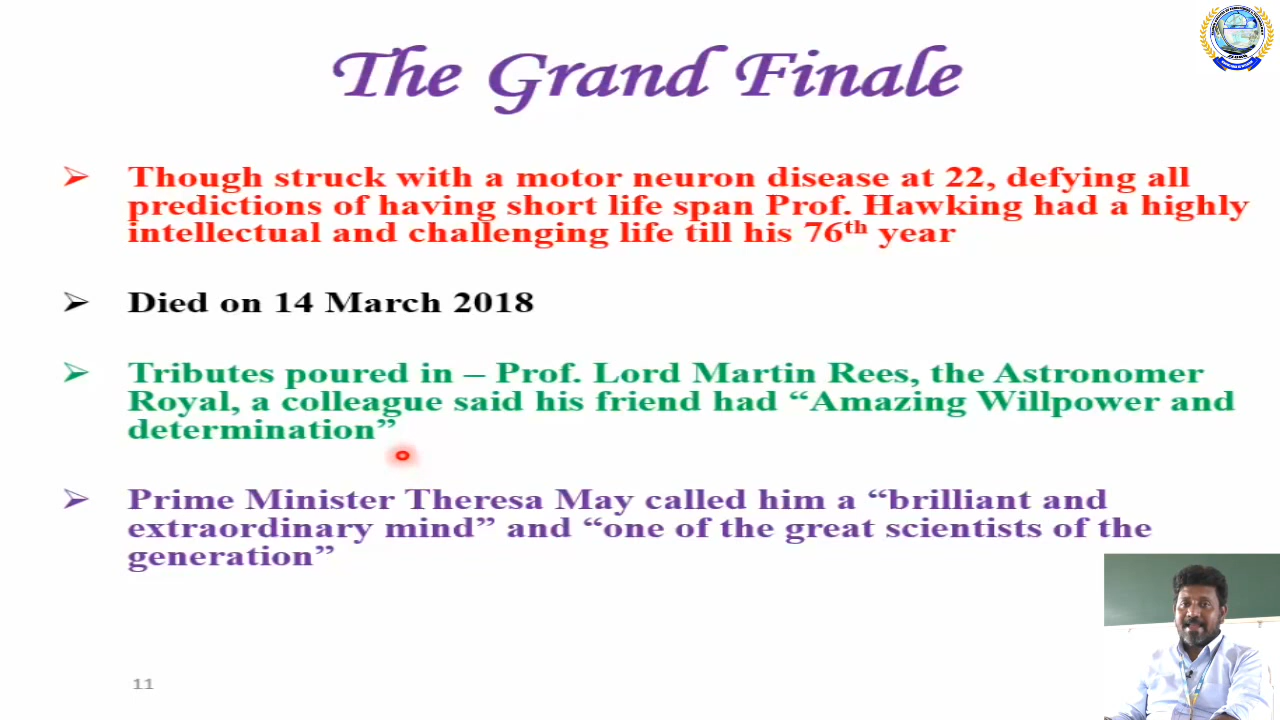 The Grand Finale
➢ Though struck with a motor neuron disease at 22, defying all
predictions of having short life span Prof. Hawking had a highly
intellectual and challenging life till his 76th year
➢ Died on 14 March 2018
➢ Tributes poured in – Prof. Lord Martin Rees, the Astronomer
Royal, a colleague said his friend had “Amazing Willpower and
determination”
➢ Prime Minister Theresa May called him a “brilliant and
extraordinary mind” and “one of the great scientists of the
generation”
11